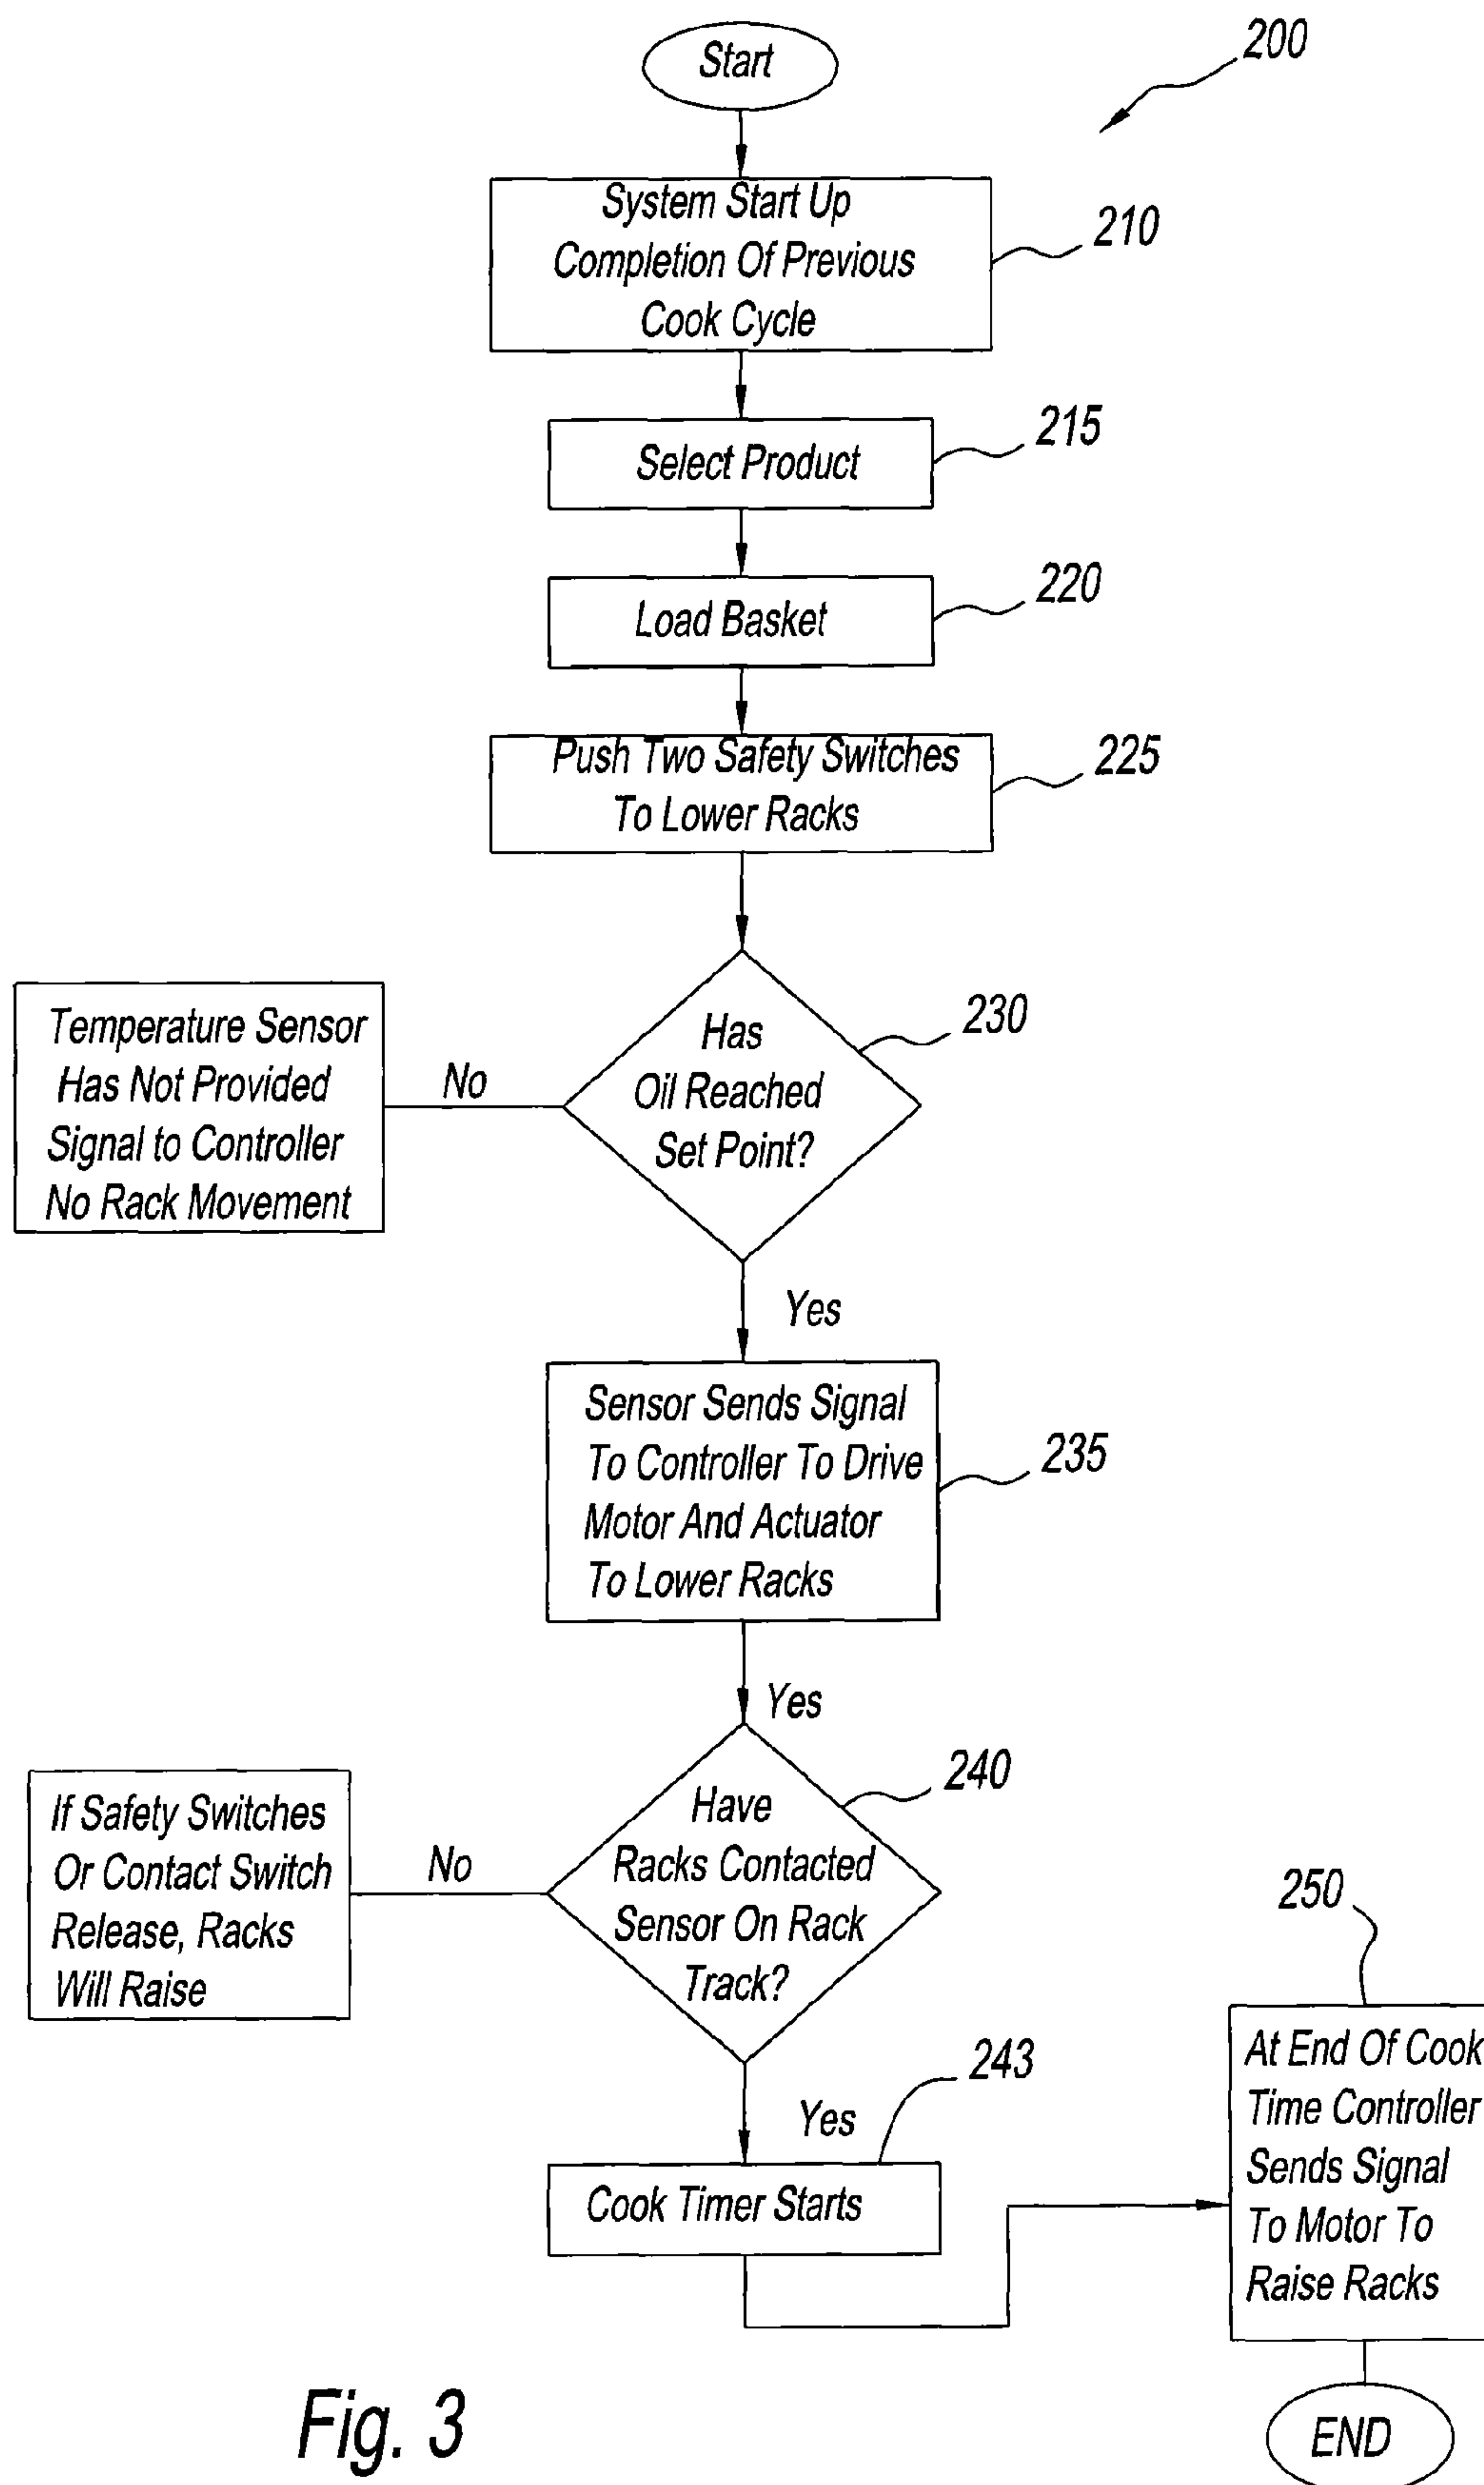 Start
200
System Start Up
Completion Of Previous
Cook Cycle
210
Select Product
215
Load Basket
220
Push Two Safety Switches
To Lower Racks
225
Has
Oil Reached
Set Point?
230
No
Temperature Sensor
Has Not Provided
Signal to Controller
No Rack Movement
Yes
Sensor Sends Signal
To Controller To Drive
Motor And Actuator
To Lower Racks
235
Yes
Have
Racks Contacted
Sensor On Rack
Track?
240
No
If Safety Switches
Or Contact Switch
Release, Racks
Will Raise
Yes
243
Cook Timer Starts
250
At End Of Cook
Time Controller
Sends Signal
To Motor To
Raise Racks
END
Fig. 3